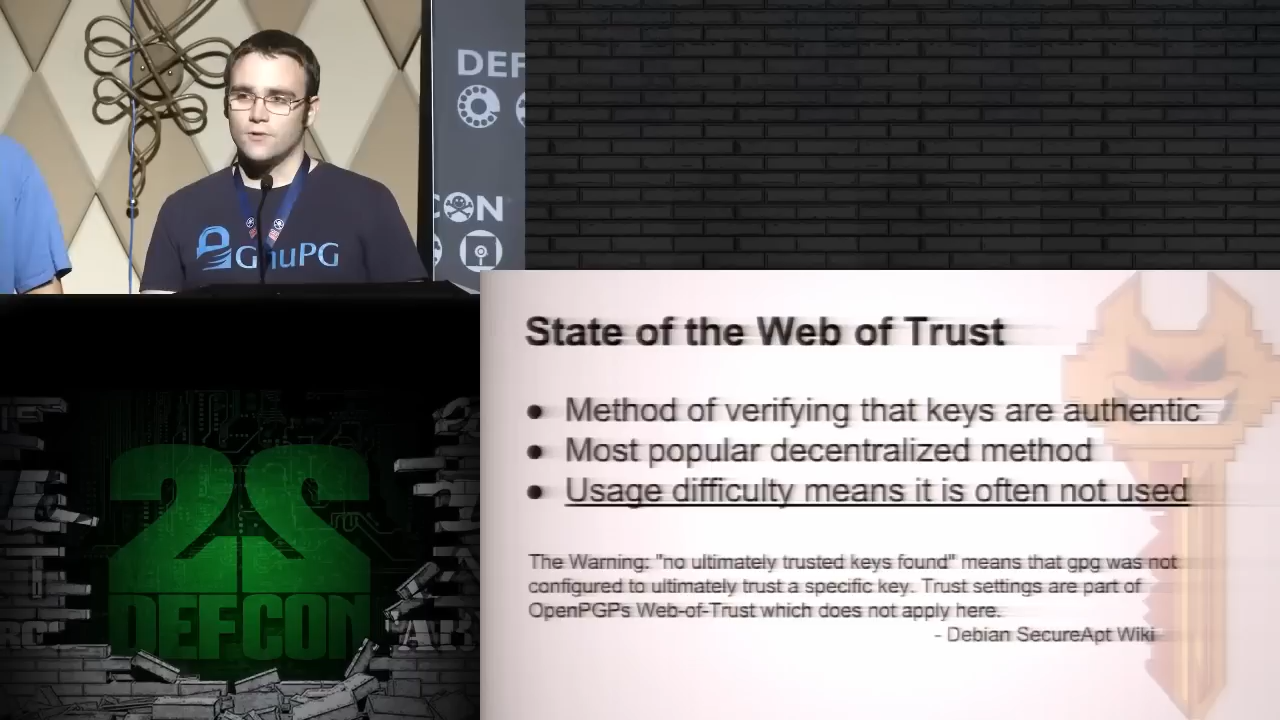 DEF
CON
GnuPG
State of the Web of Trust
● Method of verifying that keys are authentic
● Most popular decentralized method
● Usage difficulty means it is often not used
The Warning: "no ultimately trusted keys found" means that gpg was not
configured to ultimately trust a specific key. Trust settings are part of
OpenPGPs Web-of-Trust which does not apply here.
- Debian SecureApt Wiki
22
DEFCON